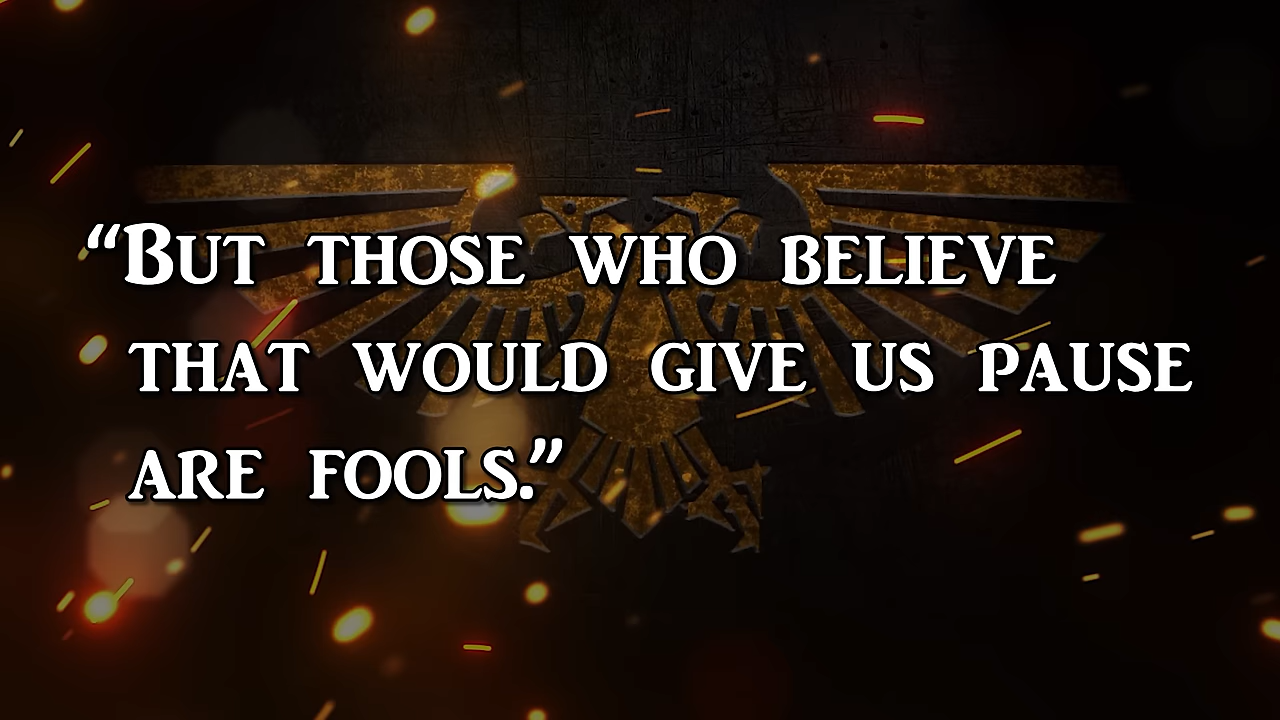 “But those who believe
that would give us pause
are fools.”